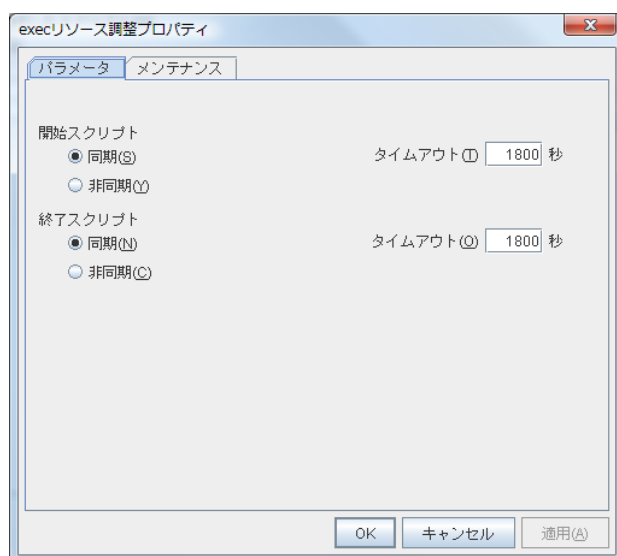 execリソース調整プロパティ
パラメータ メンテナンス
開始スクリプト
同期(S) タイムアウト(T) 1800 秒
非同期(Y)
終了スクリプト
同期(N) タイムアウト(O) 1800 秒
非同期(C)
OK キャンセル 適用(A)